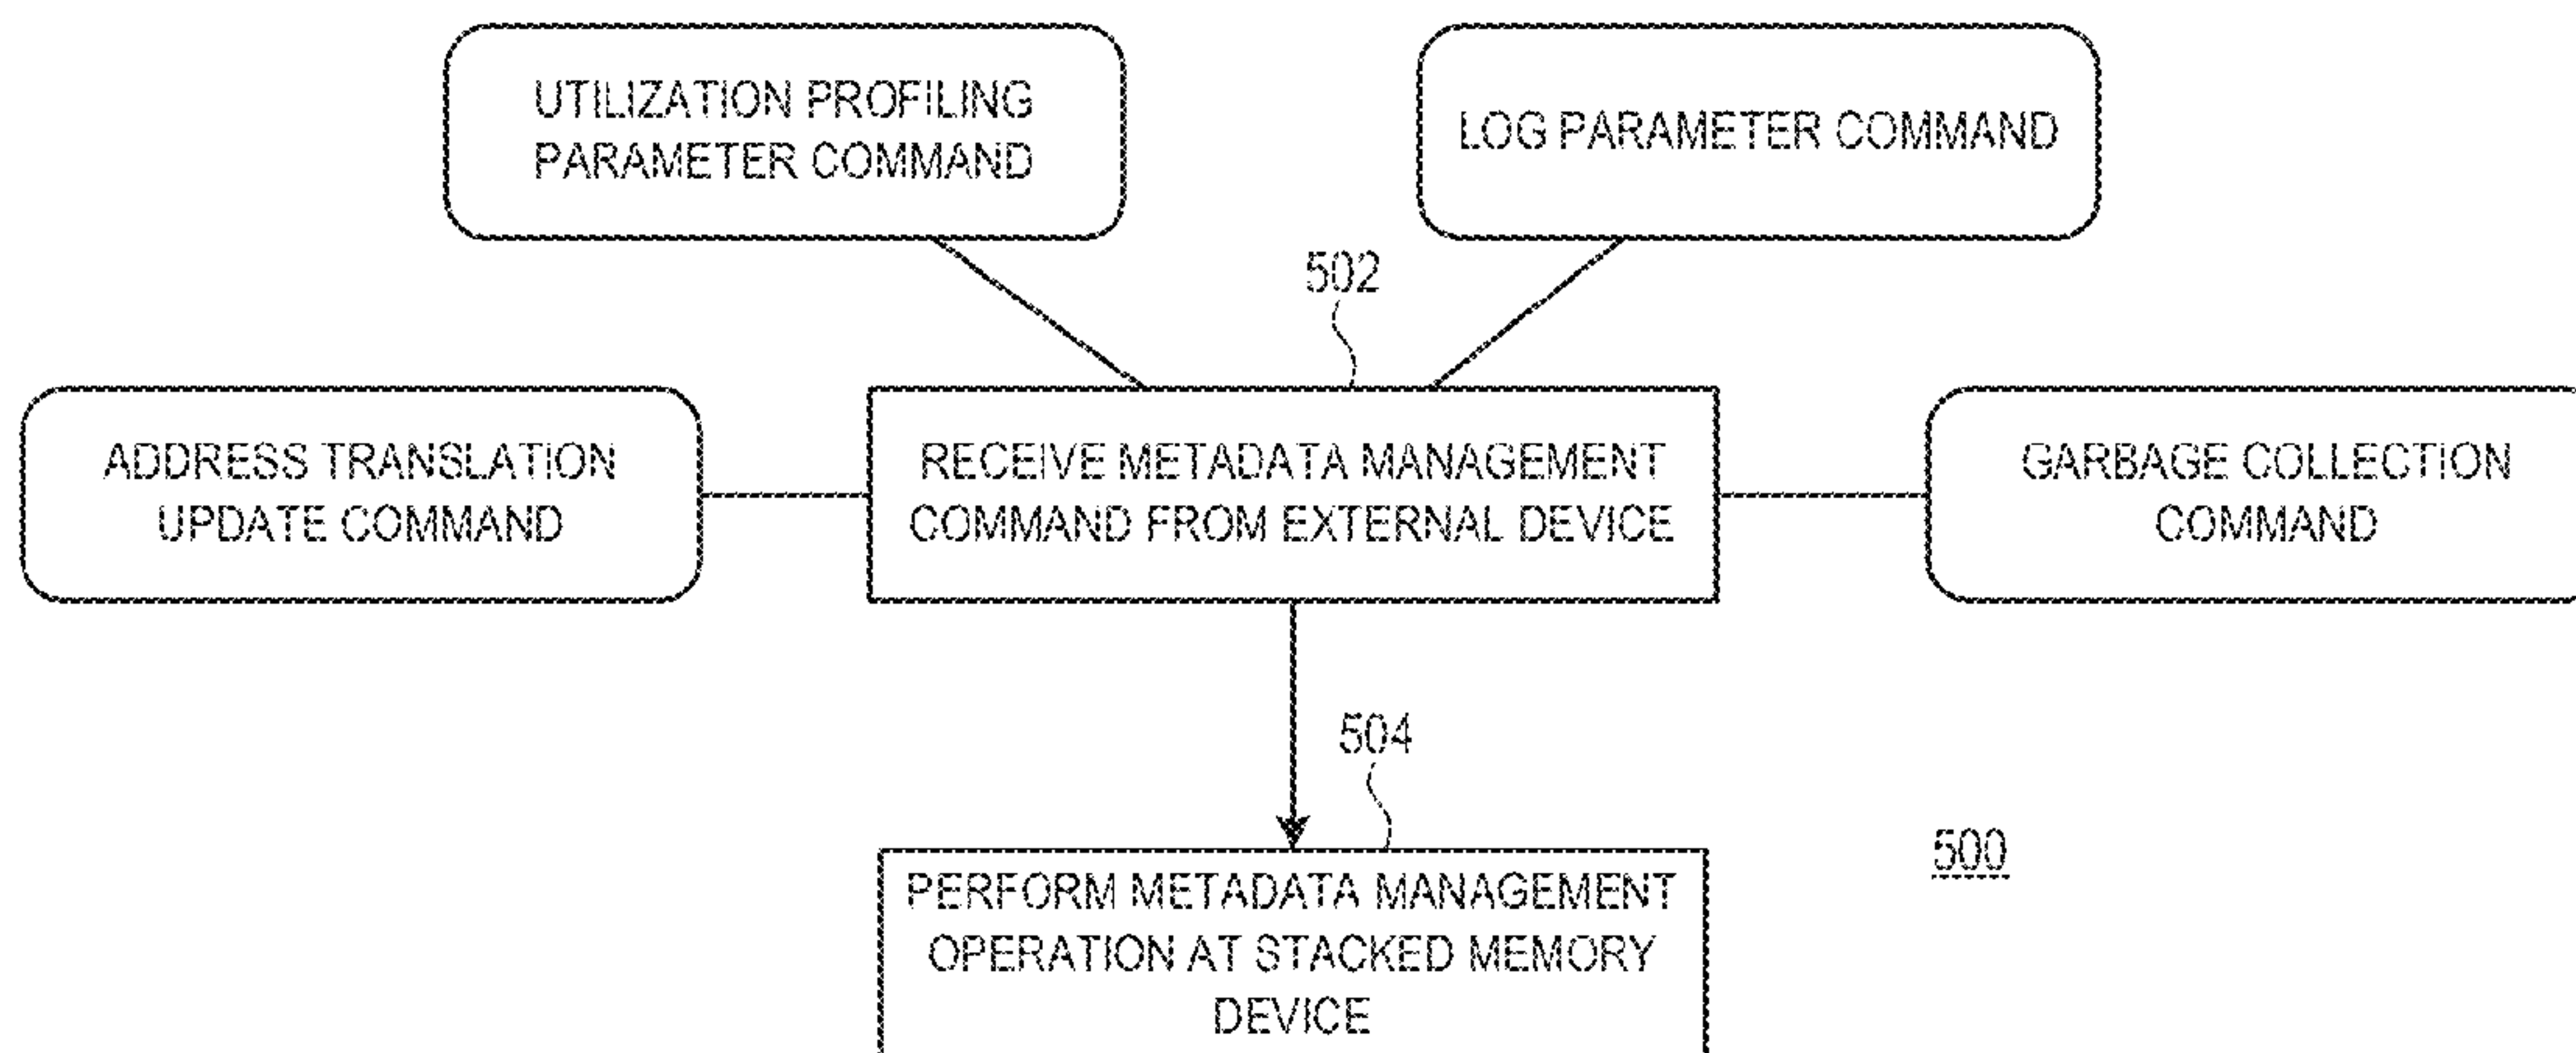 UTILIZATION PROFILING
PARAMETER COMMAND
LOG PARAMETER COMMAND
502
ADDRESS TRANSLATION
UPDATE COMMAND
RECEIVE METADATA MANAGEMENT
COMMAND FROM EXTERNAL DEVICE
GARBAGE COLLECTION
COMMAND
504
500
PERFORM METADATA MANAGEMENT
OPERATION AT STACKED MEMORY
DEVICE